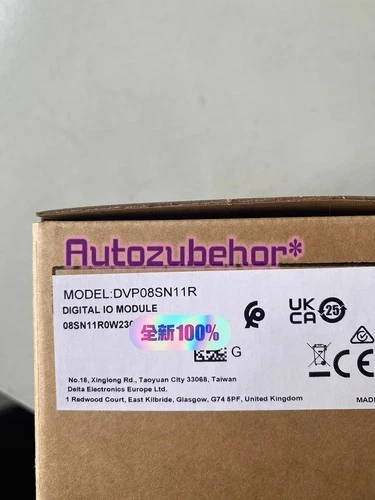 Autozubehor*
MODEL:DVP08SN11R
DIGITAL IO MODULE
08SN11R0W23
全新100%
G
UK
CA
25
CE
No.18, Xinglong Rd., Taoyuan City 33068, Taiwan
Delta Electronics Europe Ltd.
1 Redwood Court, East Kilbride, Glasgow, G74 5PF, United Kingdom
MADE